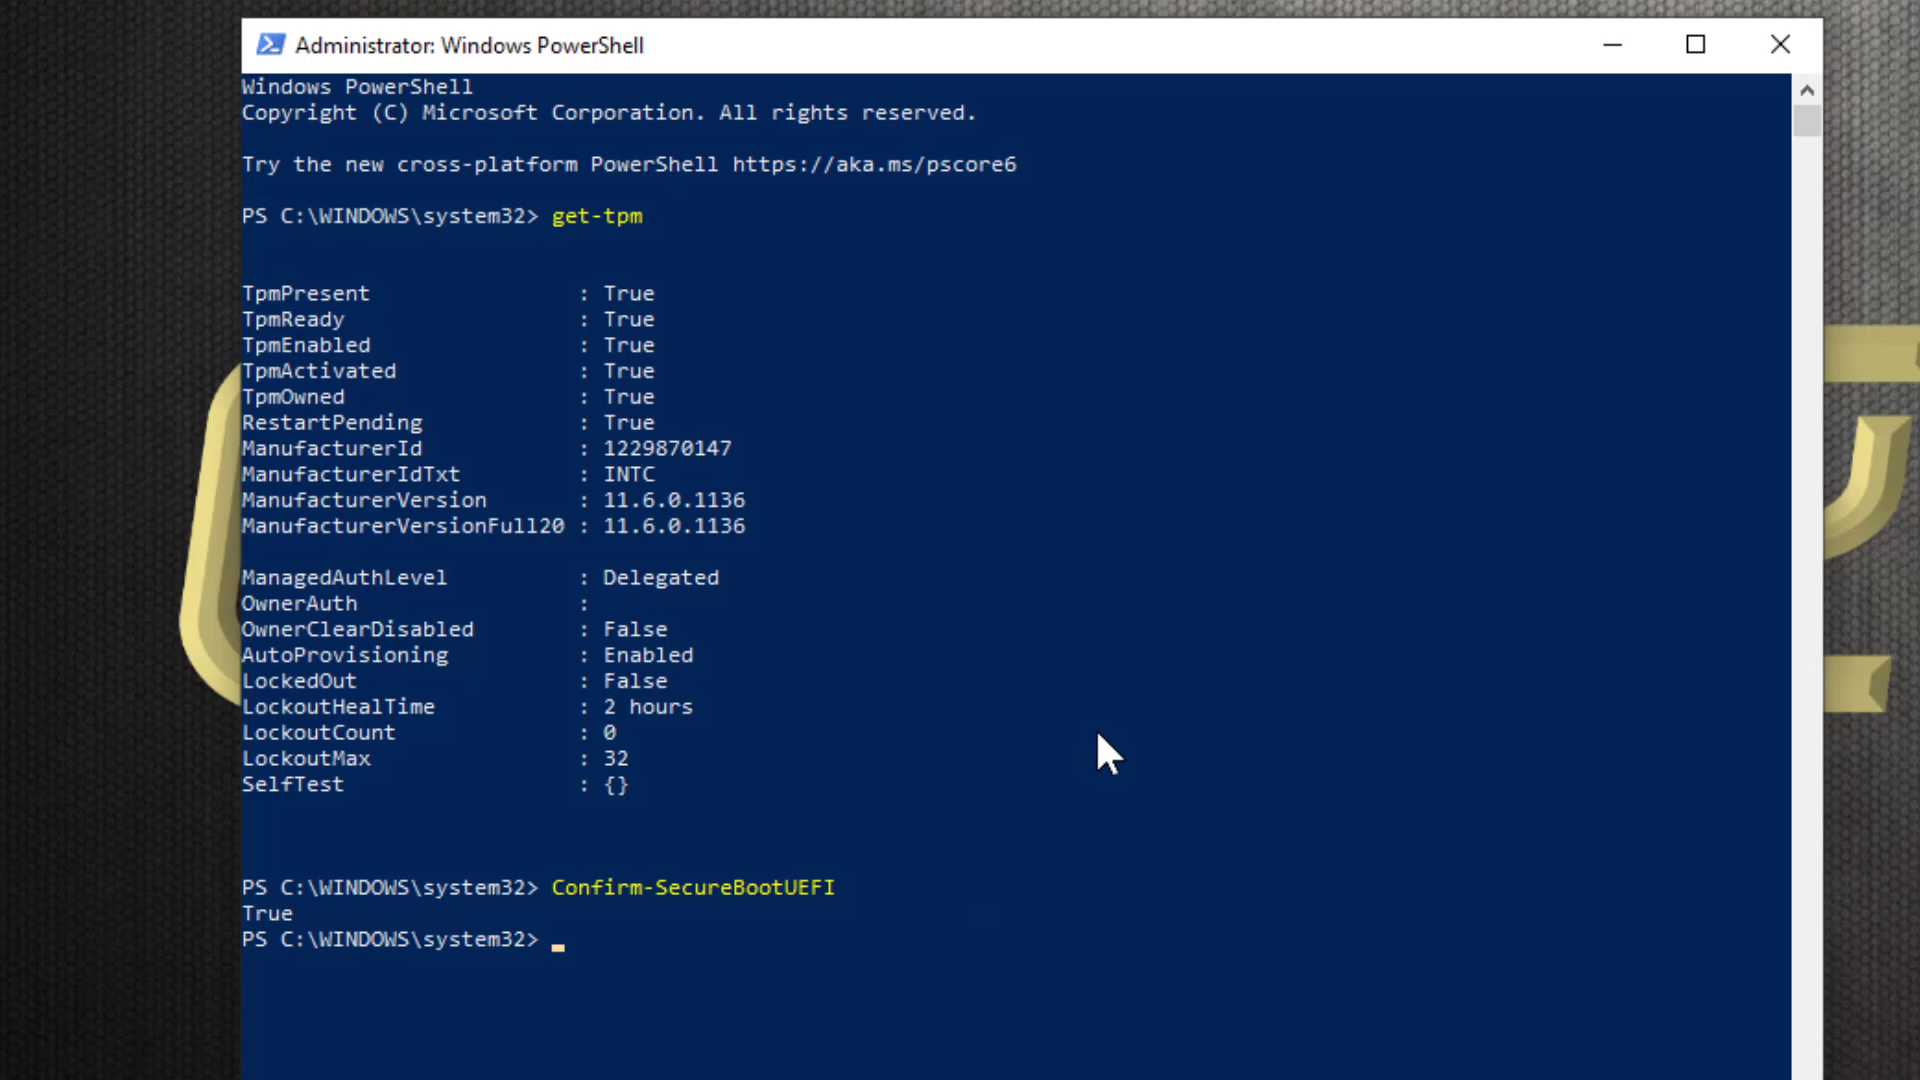 Administrator: Windows PowerShell
Windows PowerShell
Copyright (C) Microsoft Corporation. All rights reserved.
Try the new cross-platform PowerShell https://aka.ms/pscore6
PS C:\WINDOWS\system32> get-tpm
TpmPresent : True
TpmReady : True
TpmEnabled : True
TpmActivated : True
TpmOwned : True
RestartPending : True
ManufacturerId : 1229870147
ManufacturerIdTxt : INTC
ManufacturerVersion : 11.6.0.1136
ManufacturerVersionFull20 : 11.6.0.1136
ManagedAuthLevel : Delegated
OwnerAuth :
OwnerClearDisabled : False
AutoProvisioning : Enabled
LockedOut : False
LockoutHealTime : 2 hours
LockoutCount : 0
LockoutMax : 32
SelfTest : {}
PS C:\WINDOWS\system32> Confirm-SecureBootUEFI
True
PS C:\WINDOWS\system32>